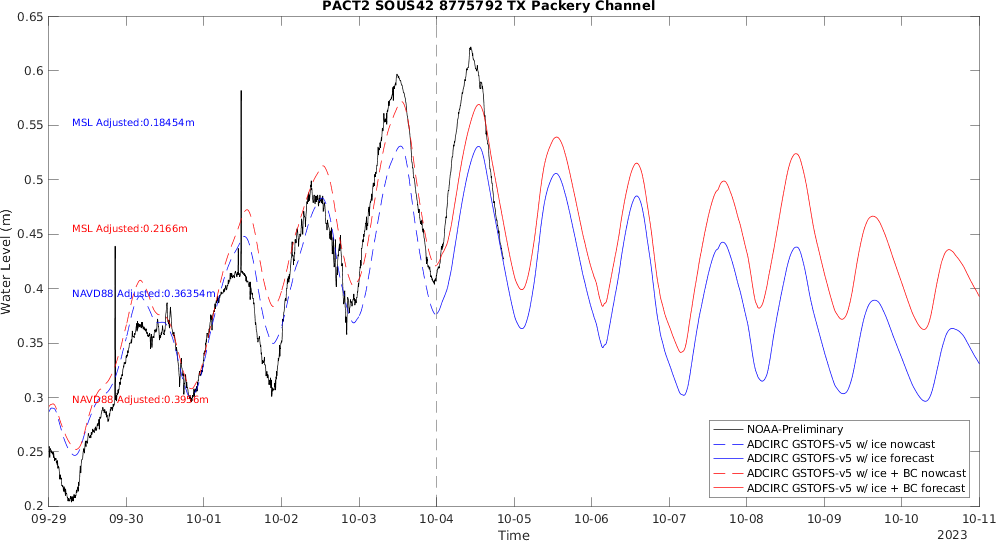 PACT2 SOUS42 8775792 TX Packery Channel
Water Level (m)
0.65
0.6
0.55
0.5
0.45
0.4
0.35
0.3
0.25
0.2
MSL Adjusted:0.18454m
MSL Adjusted:0.2166m
NAVD88 Adjusted:0.36354m
NAVD88 Adjusted:0.3956m
NOAA-Preliminary
ADCIRC GSTOFS-v5 w/ ice nowcast
ADCIRC GSTOFS-v5 w/ ice forecast
ADCIRC GSTOFS-v5 w/ ice + BC nowcast
ADCIRC GSTOFS-v5 w/ ice + BC forecast
09-29 09-30 10-01 10-02 10-03 10-04 10-05 10-06 10-07 10-08 10-09 10-10 10-11
Time
2023